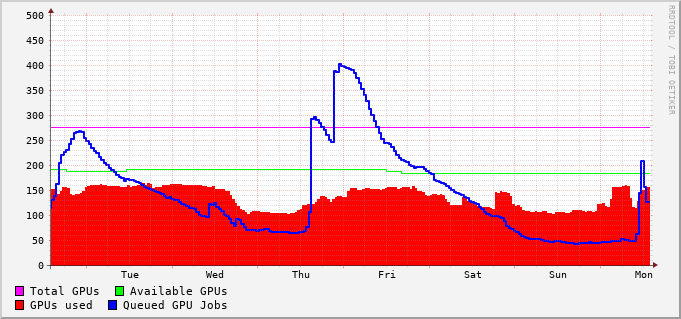 500
450
400
350
300
250
200
150
100
50
0
Tue Wed Thu Fri Sat Sun Mon
Total GPUs Available GPUs
GPUs used Queued GPU Jobs
RRDTOOL / TOBI OETIKER